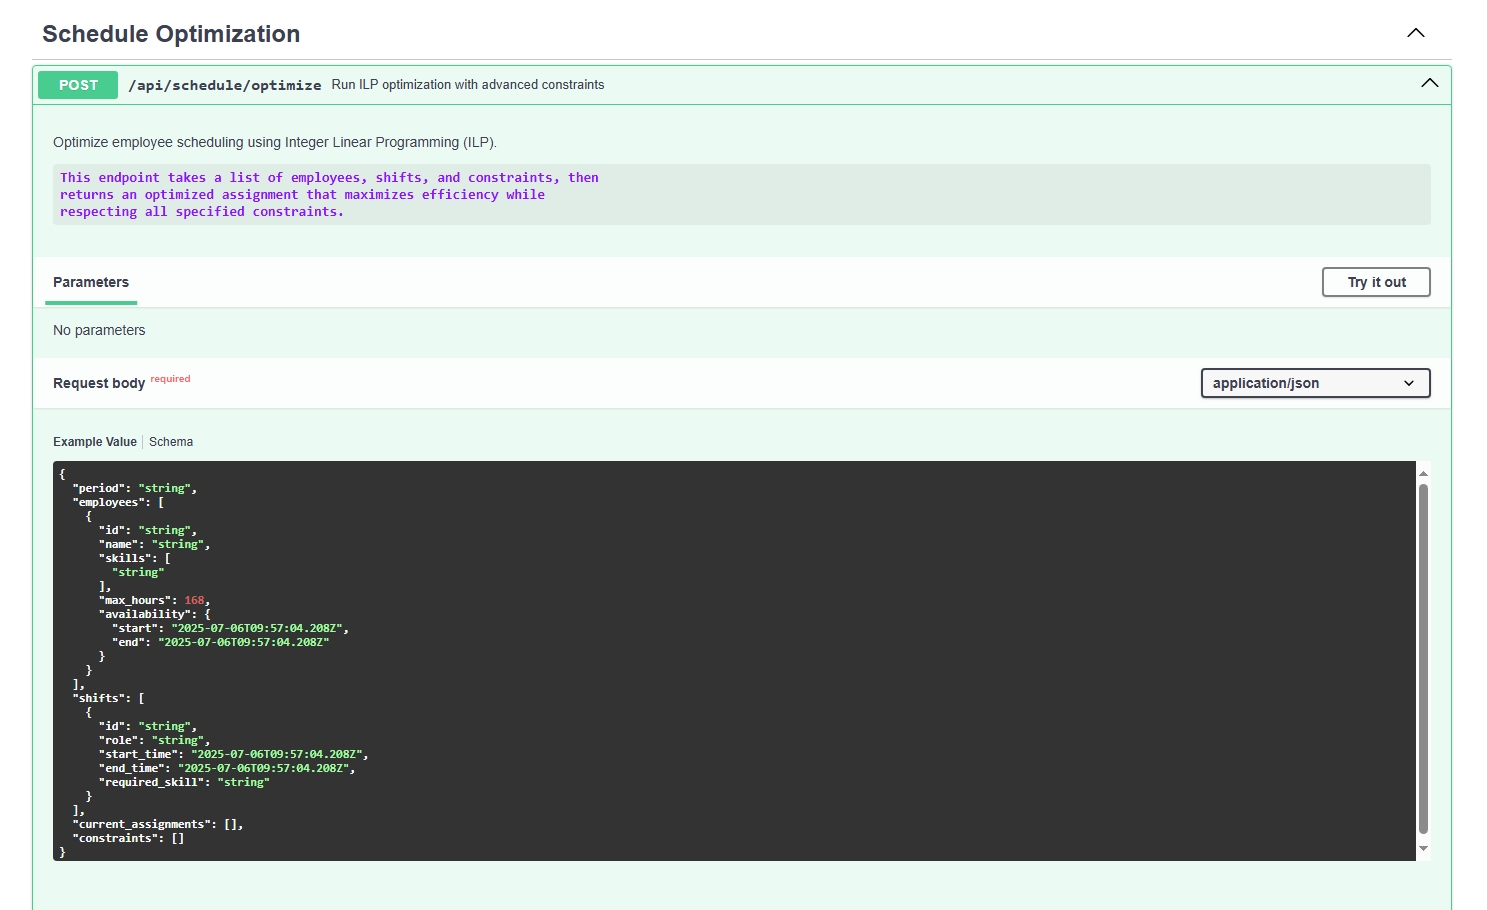 Schedule Optimization
POST /api/schedule/optimize Run ILP optimization with advanced constraints
Optimize employee scheduling using Integer Linear Programming (ILP).
This endpoint takes a list of employees, shifts, and constraints, then
returns an optimized assignment that maximizes efficiency while
respecting all specified constraints.
Parameters
Try it out
No parameters
Request body required
application/json
Example Value | Schema
{
  "period": "string",
  "employees": [
    {
      "id": "string",
      "name": "string",
      "skills": [
        "string"
      ],
      "max_hours": 168,
      "availability": {
        "start": "2025-07-06T09:57:04.208Z",
        "end": "2025-07-06T09:57:04.208Z"
      }
    }
  ],
  "shifts": [
    {
      "id": "string",
      "role": "string",
      "start_time": "2025-07-06T09:57:04.208Z",
      "end_time": "2025-07-06T09:57:04.208Z",
      "required_skill": "string"
    }
  ],
  "current_assignments": [],
  "constraints": []
}